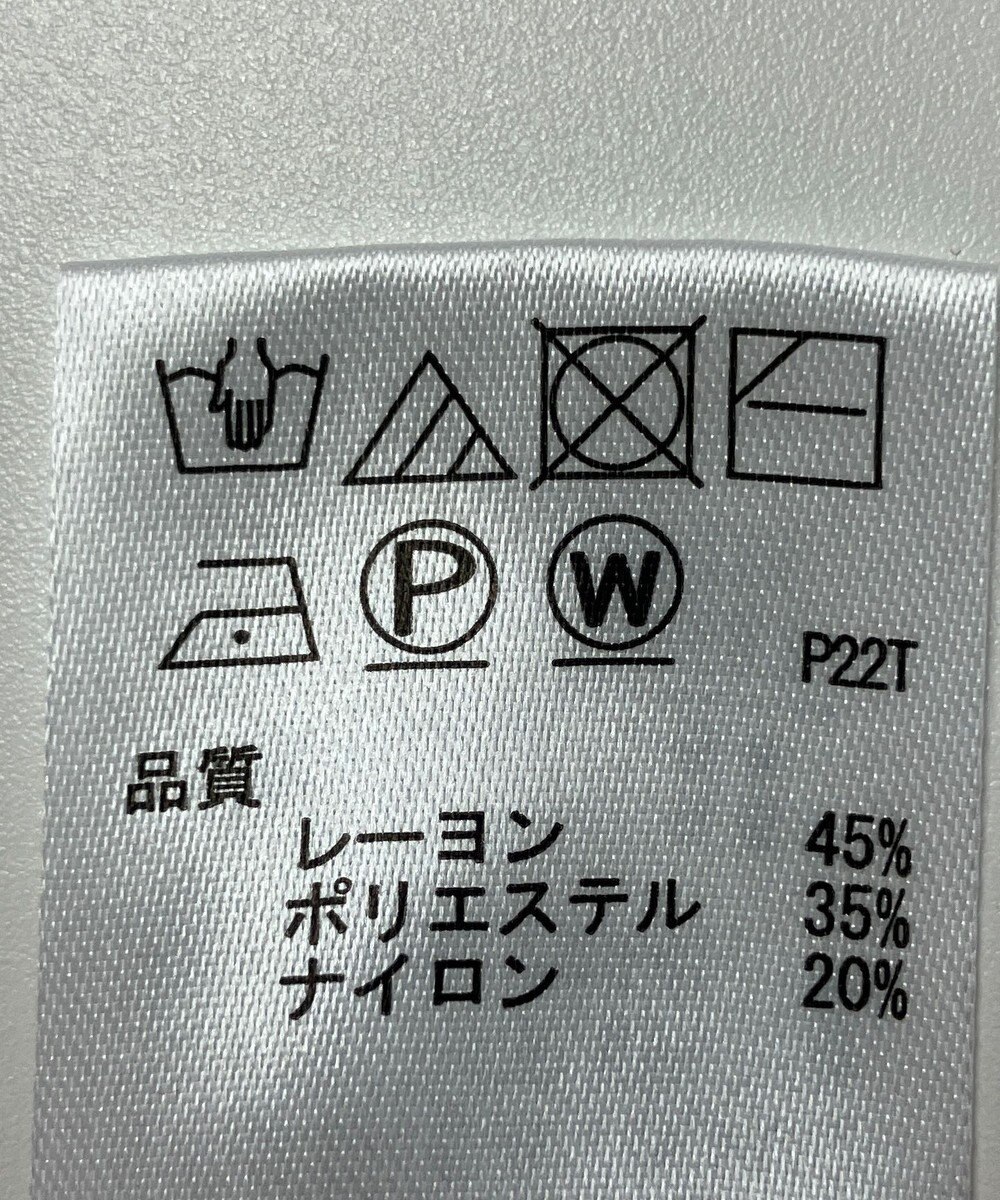 P W
P22T
品質
レーヨン 45%
ポリエステル 35%
ナイロン 20%